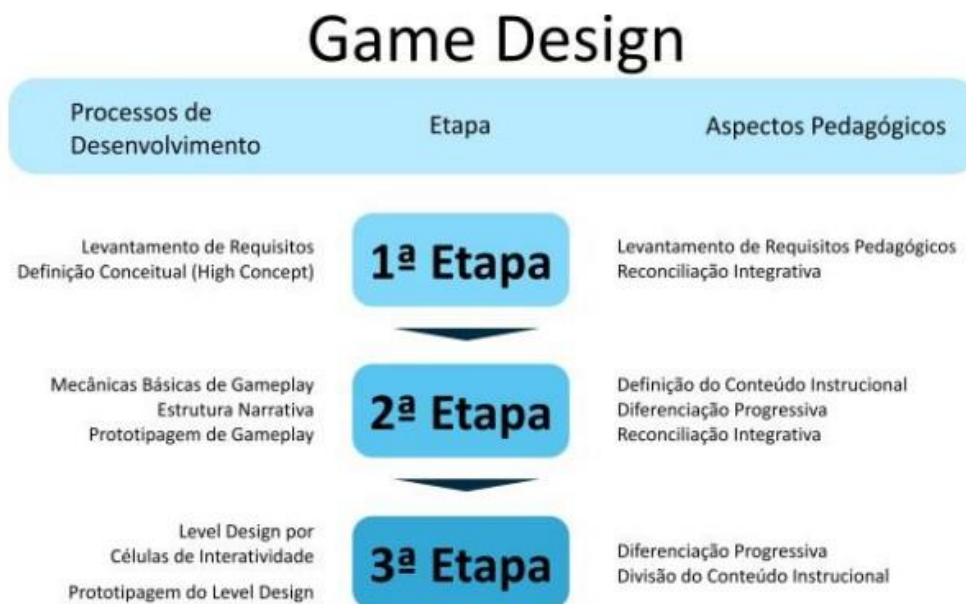 Game Design
Processos de
Desenvolvimento
Etapa
Aspectos Pedagógicos
Levantamento de Requisitos
Definição Conceitual (High Concept)
1ª Etapa
Levantamento de Requisitos Pedagógicos
Reconciliação Integrativa
Mecânicas Básicas de Gameplay
Estrutura Narrativa
Prototipagem de Gameplay
2ª Etapa
Definição do Conteúdo Instrucional
Diferenciação Progressiva
Reconciliação Integrativa
Level Design por
Células de Interatividade
Prototipagem do Level Design
3ª Etapa
Diferenciação Progressiva
Divisão do Conteúdo Instrucional